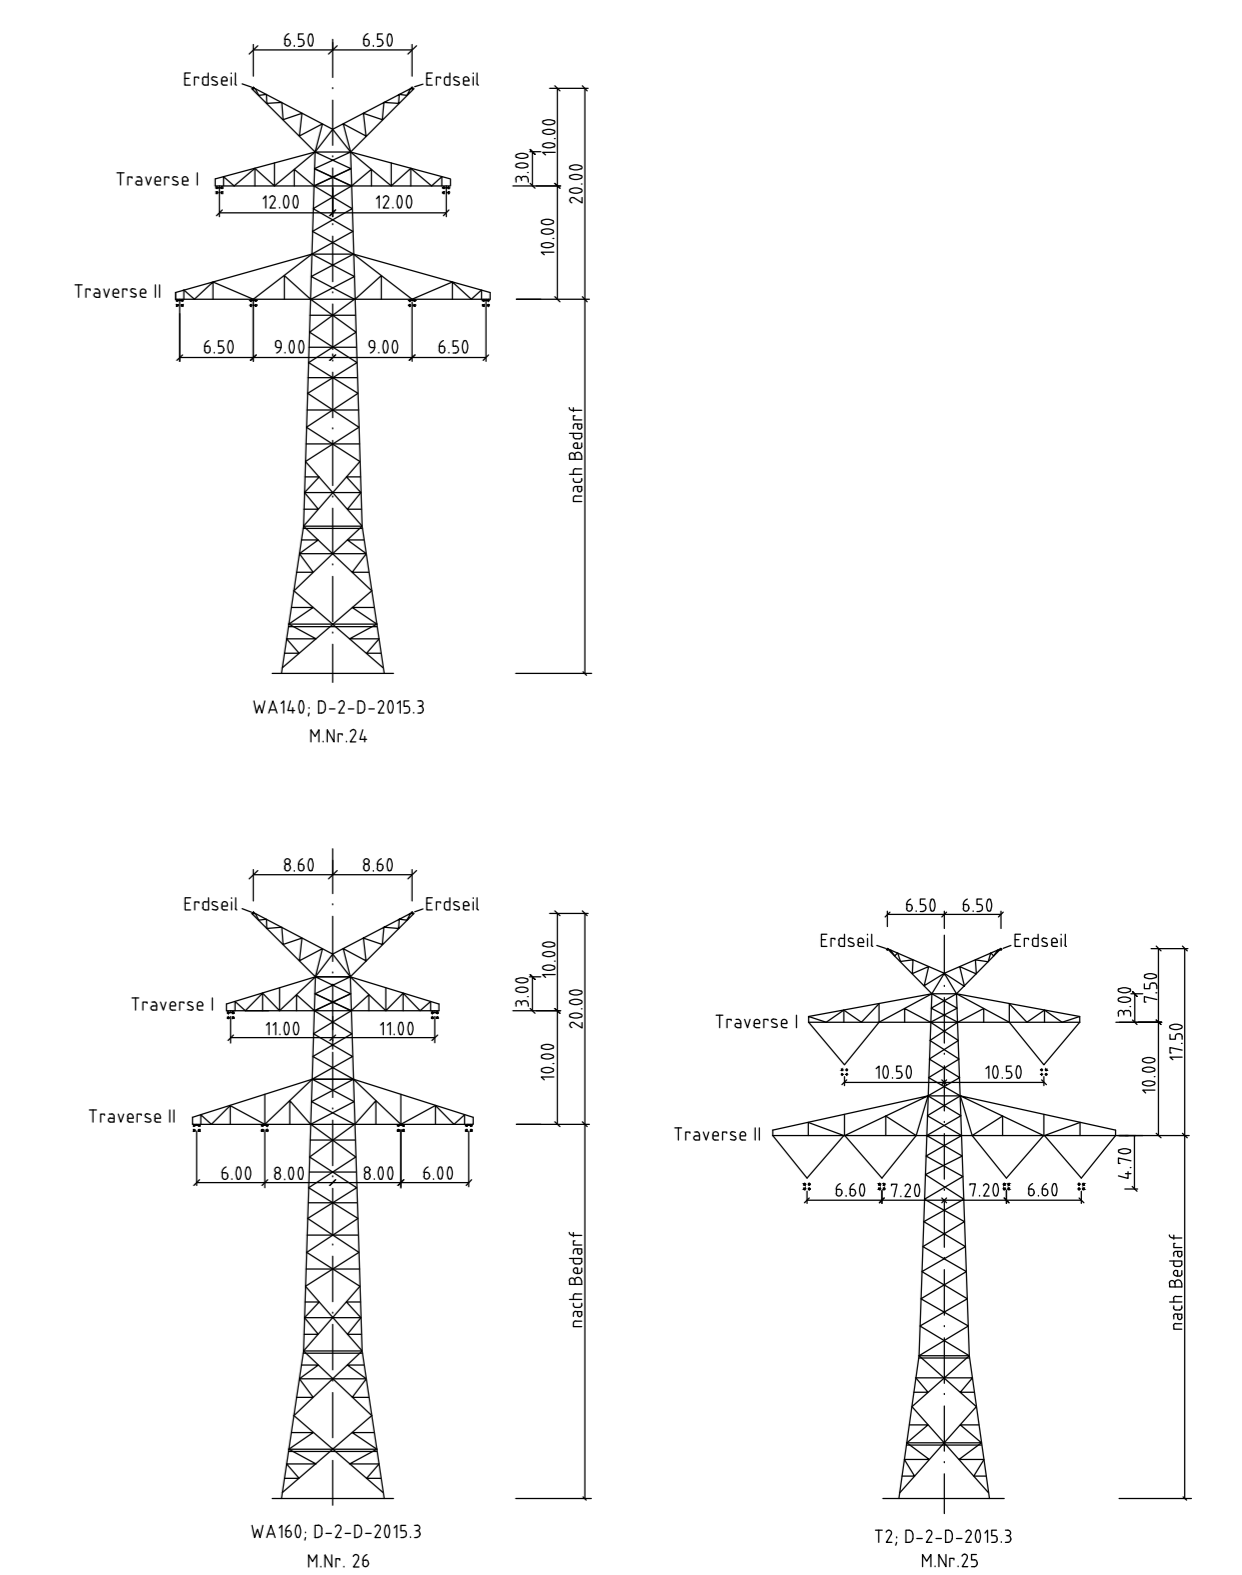 6.50 6.50
Erdseil Erdseil
10.00
3.00
20.00
Traverse I
12.00 12.00
10.00
Traverse II
6.50 9.00 9.00 6.50
nach Bedarf
WA140; D-2-D-2015.3
M.Nr.24
8.60 8.60
Erdseil Erdseil
10.00
3.00
20.00
Traverse I
11.00 11.00
10.00
Traverse II
6.00 8.00 8.00 6.00
nach Bedarf
WA160; D-2-D-2015.3
M.Nr. 26
6.50 6.50
Erdseil Erdseil
7.50
3.00
17.50
Traverse I
10.50 10.50
10.00
Traverse II
4.70
6.60 7.20 7.20 6.60
nach Bedarf
T2; D-2-D-2015.3
M.Nr.25